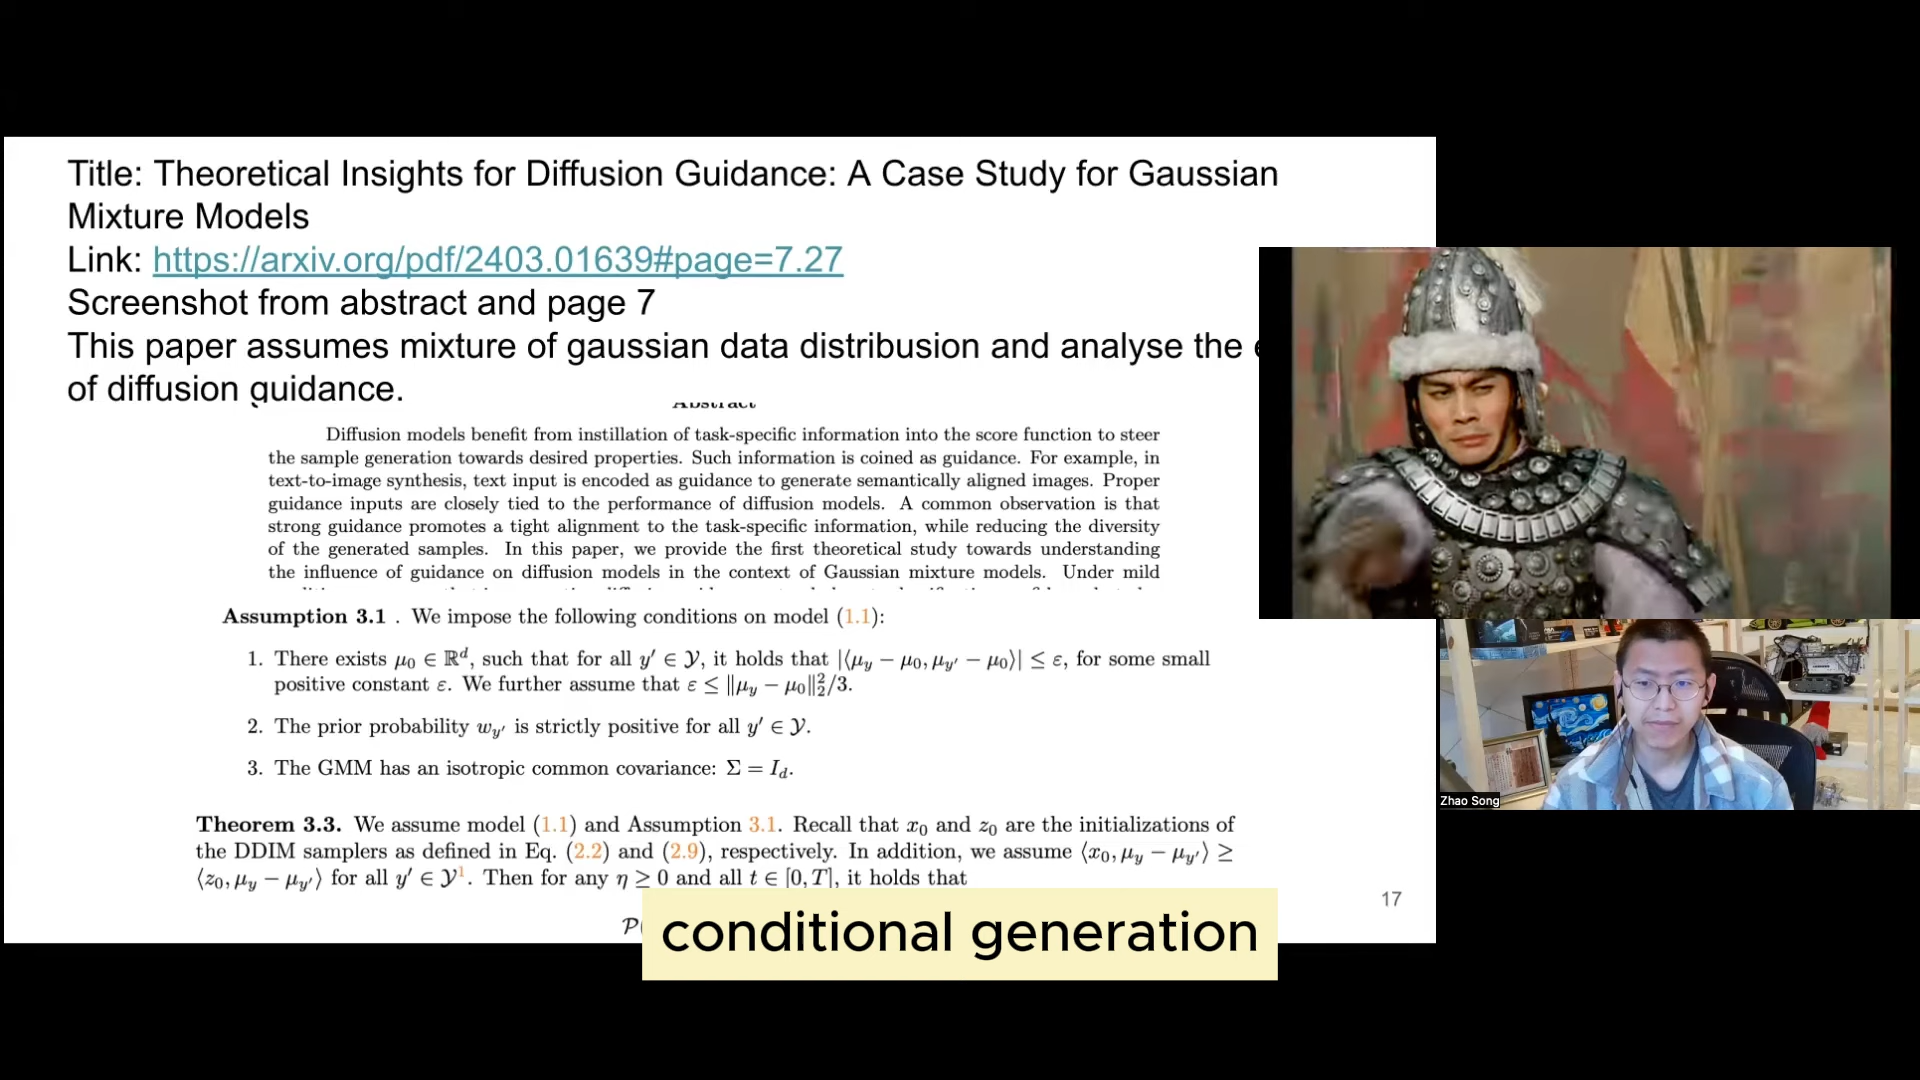 Title: Theoretical Insights for Diffusion Guidance: A Case Study for Gaussian
Mixture Models
Link: https://arxiv.org/pdf/2403.01639#page=7.27
Screenshot from abstract and page 7
This paper assumes mixture of gaussian data distribusion and analyse the
of diffusion guidance.
Abstract
Diffusion models benefit from instillation of task-specific information into the score function to steer
the sample generation towards desired properties. Such information is coined as guidance. For example, in
text-to-image synthesis, text input is encoded as guidance to generate semantically aligned images. Proper
guidance inputs are closely tied to the performance of diffusion models. A common observation is that
strong guidance promotes a tight alignment to the task-specific information, while reducing the diversity
of the generated samples. In this paper, we provide the first theoretical study towards understanding
the influence of guidance on diffusion models in the context of Gaussian mixture models. Under mild
Assumption 3.1 . We impose the following conditions on model (1.1):
1. There exists μ₀ ∈ ℝᵈ, such that for all y′ ∈ 𝒴, it holds that |⟨μ_y − μ₀, μ_y′ − μ₀⟩| ≤ ε, for some small
positive constant ε. We further assume that ε ≤ ‖μ_y − μ₀‖₂²/3.
2. The prior probability w_y′ is strictly positive for all y′ ∈ 𝒴.
3. The GMM has an isotropic common covariance: Σ = I_d.
Theorem 3.3. We assume model (1.1) and Assumption 3.1. Recall that x₀ and z₀ are the initializations of
the DDIM samplers as defined in Eq. (2.2) and (2.9), respectively. In addition, we assume ⟨x₀, μ_y − μ_y′⟩ ≥
⟨z₀, μ_y − μ_y′⟩ for all y′ ∈ 𝒴¹. Then for any η ≥ 0 and all t ∈ [0, T], it holds that
𝒫
17
conditional generation
Zhao Song